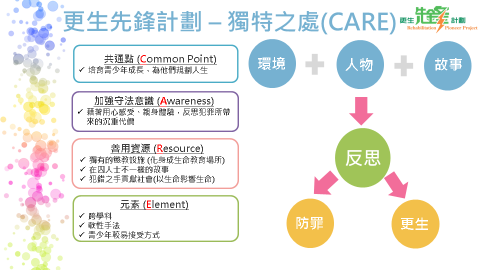 更生先鋒計劃 – 獨特之處(CARE)
更生先鋒計劃
Rehabilitation Pioneer Project
共通點 (Common Point)
✓ 培育青少年成長、為他們規劃人生
加強守法意識 (Awareness)
✓ 藉著用心感受、親身體驗,反思犯罪所帶
來的沉重代價
善用資源 (Resource)
✓ 獨有的懲教設施 (化身成生命教育場所)
✓ 在囚人士不一樣的故事
✓ 犯錯之手貢獻社會(以生命影響生命)
元素 (Element)
✓ 跨學科
✓ 軟性手法
✓ 青少年較易接受方式
環境
人物
故事
反思
防罪
更生